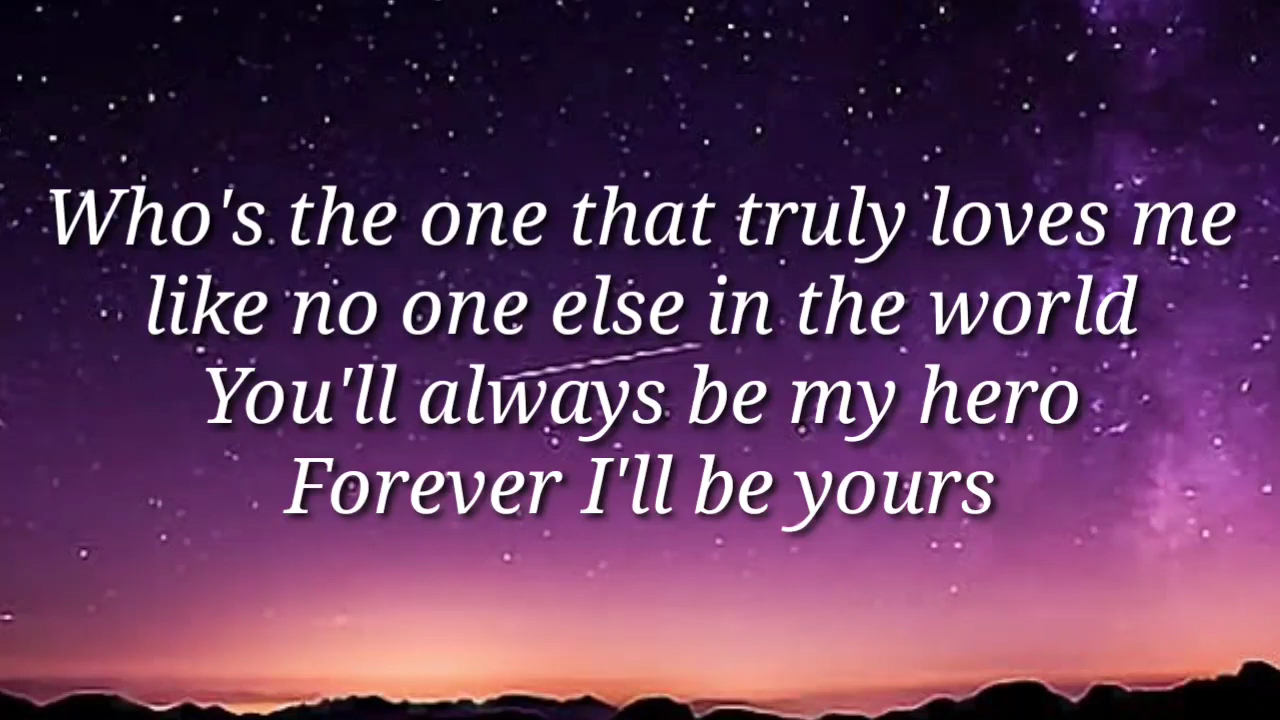 Who's the one that truly loves me
like no one else in the world
You'll always be my hero
Forever I'll be yours